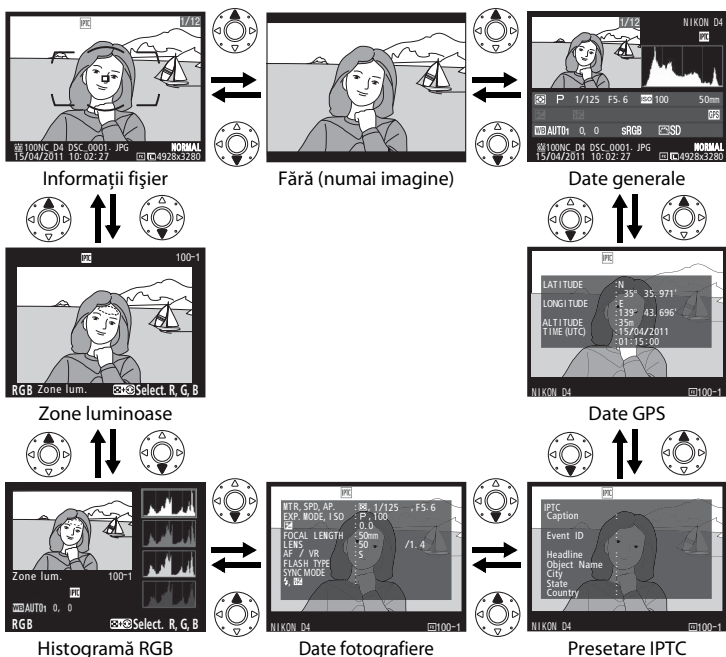 IPTC
1/12
100NC_D4 DSC_0001. JPG NORMAL
15/04/2011 10: 02: 27 4928x3280
Informații fişier
Fără (numai imagine)
1/12 NIKON D4
IPTC
P 1/125 F5. 6 ISO 100 50mm
GPS
WB AUTO1 0, 0 sRGB SD
100NC_D4 DSC_0001. JPG NORMAL
15/04/2011 10: 02: 27 4928x3280
Date generale
IPTC 100-1
RGB Zone lum. Select. R, G, B
Zone luminoase
IPTC
LATITUDE : N
: 35° 35. 971'
LONGITUDE : E
: 139° 43. 696'
ALTITUDE : 35m
TIME (UTC) : 15/04/2011
: 01: 15: 00
NIKON D4 100-1
Date GPS
Zone lum. 100-1
IPTC
WB AUTO1 0, 0
RGB Select. R, G, B
Histogramă RGB
IPTC
MTR, SPD, AP. : , 1/125 , F5. 6
EXP. MODE, ISO : P, 100
: 0.0
FOCAL LENGTH : 50mm
LENS : 50 /1. 4
AF / VR : S
FLASH TYPE :
SYNC MODE :
NIKON D4 100-1
Date fotografiere
IPTC
IPTC
Caption :
Event ID :
Headline :
Object Name :
City :
State :
Country :
NIKON D4 100-1
Presetare IPTC